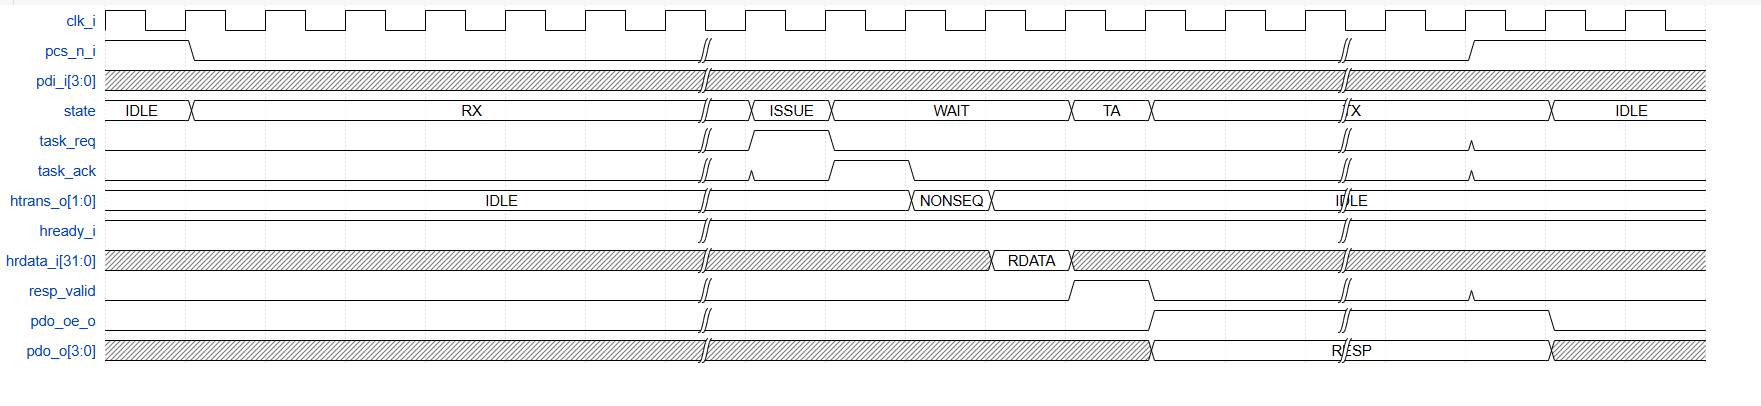 clk_i
pcs_n_i
pdi_i[3:0]
state IDLE RX ISSUE WAIT TA TX IDLE
task_req
task_ack
htrans_o[1:0] IDLE NONSEQ IDLE
hready_i
hrdata_i[31:0] RDATA
resp_valid
pdo_oe_o
pdo_o[3:0] RESP